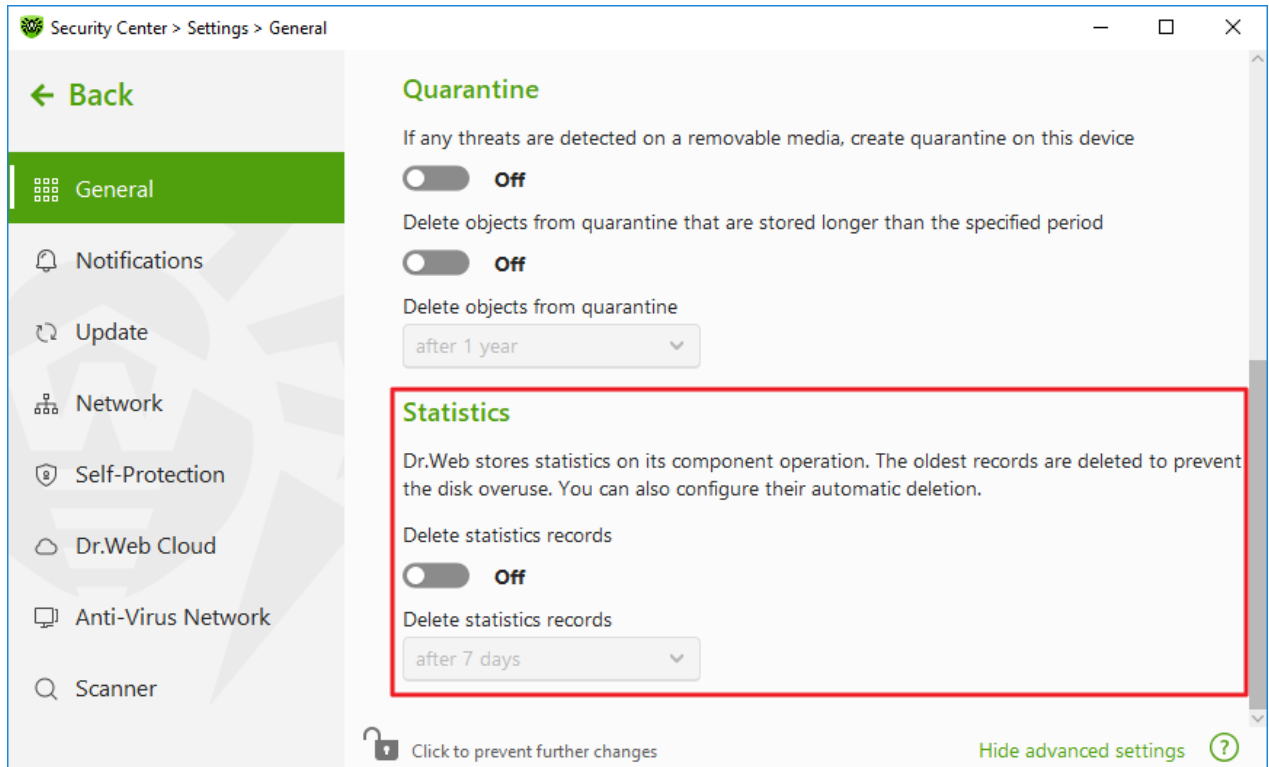 Security Center > Settings > General
Back
General
Notifications
Update
Network
Self-Protection
Dr.Web Cloud
Anti-Virus Network
Scanner
Quarantine
If any threats are detected on a removable media, create quarantine on this device
Off
Delete objects from quarantine that are stored longer than the specified period
Off
Delete objects from quarantine
after 1 year
Statistics
Dr.Web stores statistics on its component operation. The oldest records are deleted to prevent
the disk overuse. You can also configure their automatic deletion.
Delete statistics records
Off
Delete statistics records
after 7 days
Click to prevent further changes
Hide advanced settings
?